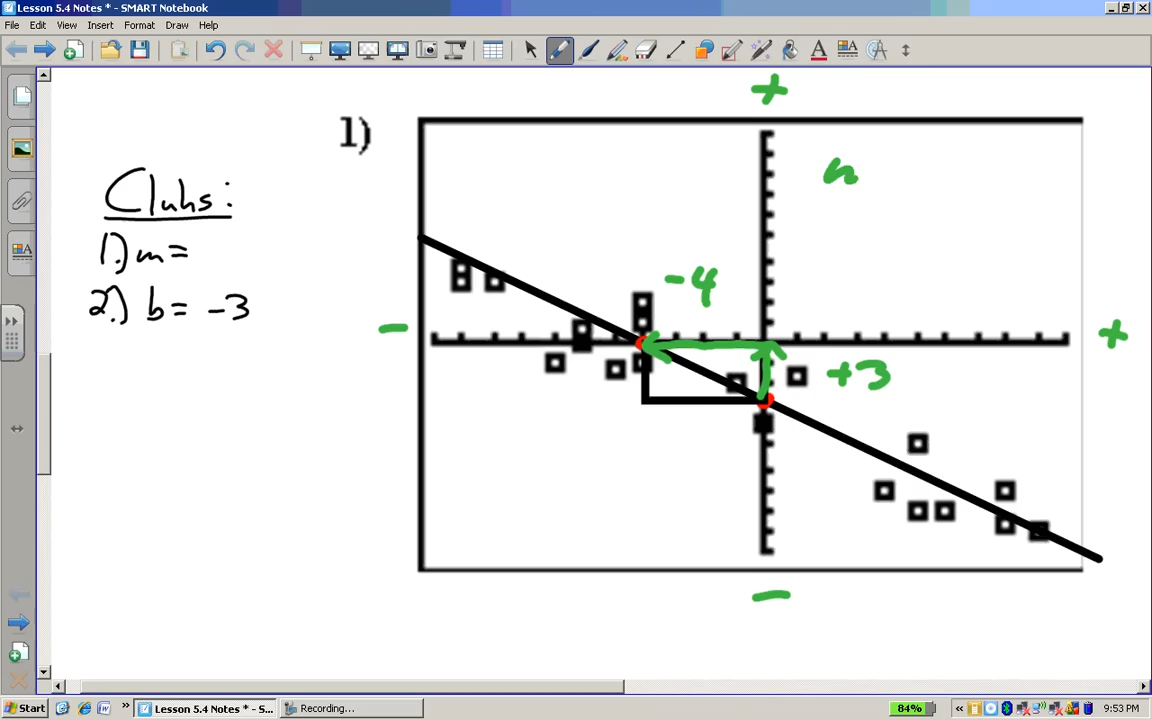 Lesson 5.4 Notes * - SMART Notebook
File Edit View Insert Format Draw Help
+
1)
n
Cluhs:
1.) m=
-4
2.) b= -3
-
+
+3
-
Start
»
Lesson 5.4 Notes * - S...
Recording...
84%
«
9:53 PM